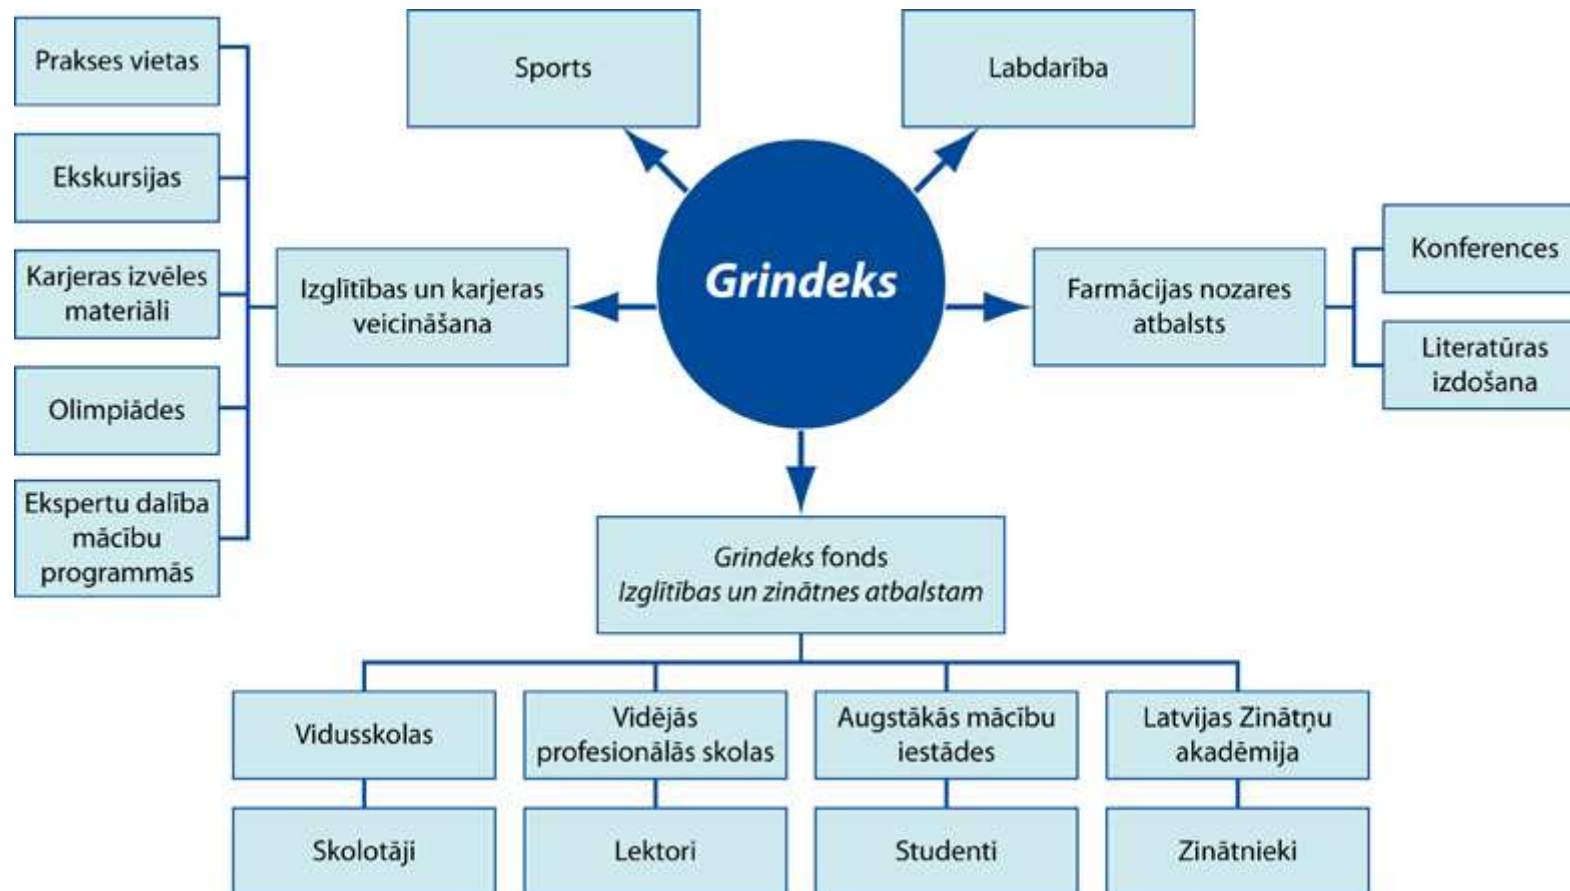 Prakses vietas
Sports
Labdarība
Ekskursijas
Karjeras izvēles
materiāli
Olimpiādes
Ekspertu dalība
mācību
programmās
Izglītības un karjeras
veicināšana
Grindeks
Farmācijas nozares
atbalsts
Konferences
Literatūras
izdošana
Grindeks fonds
Izglītības un zinātnes atbalstam
Vidusskolas
Vidējās
profesionālās skolas
Augstākās mācību
iestādes
Latvijas Zinātņu
akadēmija
Skolotāji
Lektori
Studenti
Zinātnieki